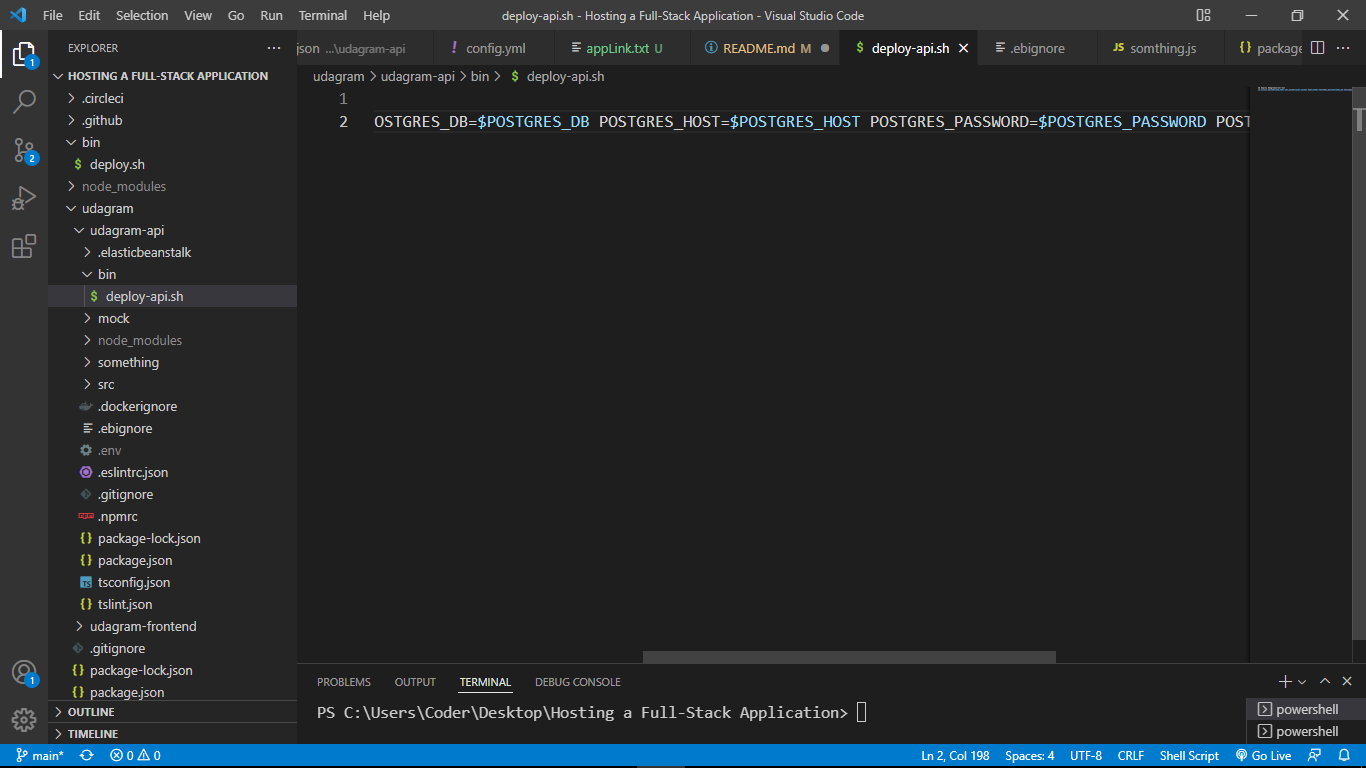 File Edit Selection View Go Run Terminal Help deploy-api.sh - Hosting a Full-Stack Application - Visual Studio Code
EXPLORER
json ...\udagram-api ! config.yml appLink.txt U README.md M deploy-api.sh .ebignore JS somthing.js {} package
udagram > udagram-api > bin > $ deploy-api.sh
HOSTING A FULL-STACK APPLICATION
.circleci
.github
bin
$ deploy.sh
node_modules
udagram
udagram-api
.elasticbeanstalk
bin
$ deploy-api.sh
mock
node_modules
something
src
.dockerignore
.ebignore
.env
.eslintrc.json
.gitignore
.npmrc
{} package-lock.json
{} package.json
TS tsconfig.json
{} tslint.json
udagram-frontend
.gitignore
{} package-lock.json
{} package.json
OUTLINE
TIMELINE
1
2 OSTGRES_DB=$POSTGRES_DB POSTGRES_HOST=$POSTGRES_HOST POSTGRES_PASSWORD=$POSTGRES_PASSWORD POST
PROBLEMS OUTPUT TERMINAL DEBUG CONSOLE
PS C:\Users\Coder\Desktop\Hosting a Full-Stack Application>
powershell
powershell
1
2
1
main* 0 0 Ln 2, Col 198 Spaces: 4 UTF-8 CRLF Shell Script Go Live